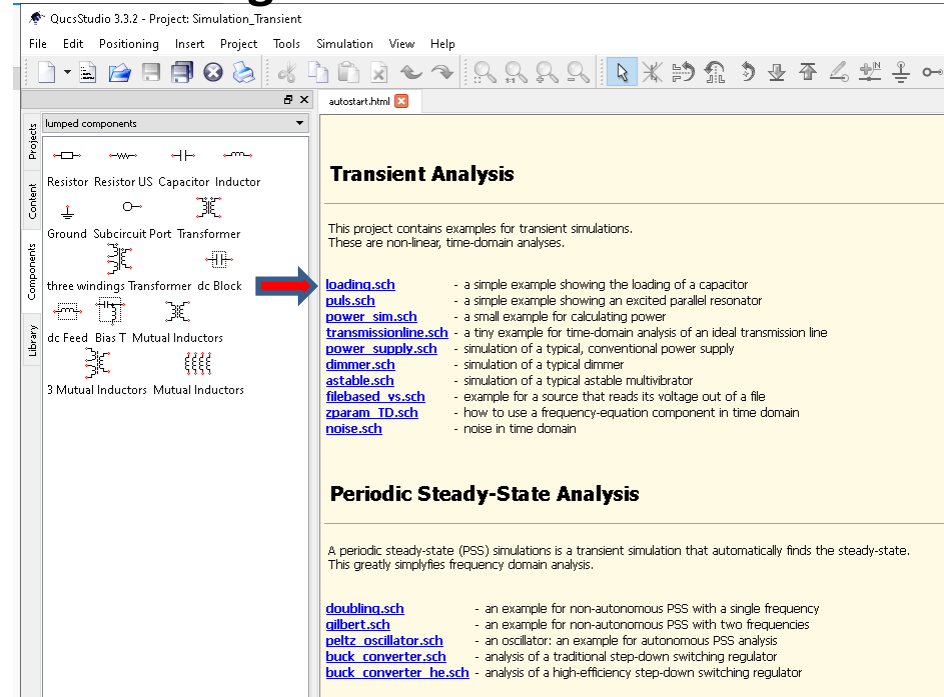 QucsStudio 3.3.2 - Project: Simulation_Transient
File Edit Positioning Insert Project Tools Simulation View Help
autostart.html
lumped components
Projects
Content
Components
Library
Resistor Resistor US Capacitor Inductor
Ground Subcircuit Port Transformer
three windings Transformer dc Block
dc Feed Bias T Mutual Inductors
3 Mutual Inductors Mutual Inductors
Transient Analysis
This project contains examples for transient simulations.
These are non-linear, time-domain analyses.
loading.sch - a simple example showing the loading of a capacitor
puls.sch - a simple example showing an excited parallel resonator
power_sim.sch - a small example for calculating power
transmissionline.sch - a tiny example for time-domain analysis of an ideal transmission line
power_supply.sch - simulation of a typical, conventional power supply
dimmer.sch - simulation of a typical dimmer
astable.sch - simulation of a typical astable multivibrator
filebased_vs.sch - example for a source that reads its voltage out of a file
zparam_TD.sch - how to use a frequency-equation component in time domain
noise.sch - noise in time domain
Periodic Steady-State Analysis
A periodic steady-state (PSS) simulations is a transient simulation that automatically finds the steady-state.
This greatly simplyfies frequency domain analysis.
doubling.sch - an example for non-autonomous PSS with a single frequency
gilbert.sch - an example for non-autonomous PSS with two frequencies
peltz_oscillator.sch - an oscillator: an example for autonomous PSS analysis
buck_converter.sch - analysis of a traditional step-down switching regulator
buck_converter_he.sch - analysis of a high-efficiency step-down switching regulator